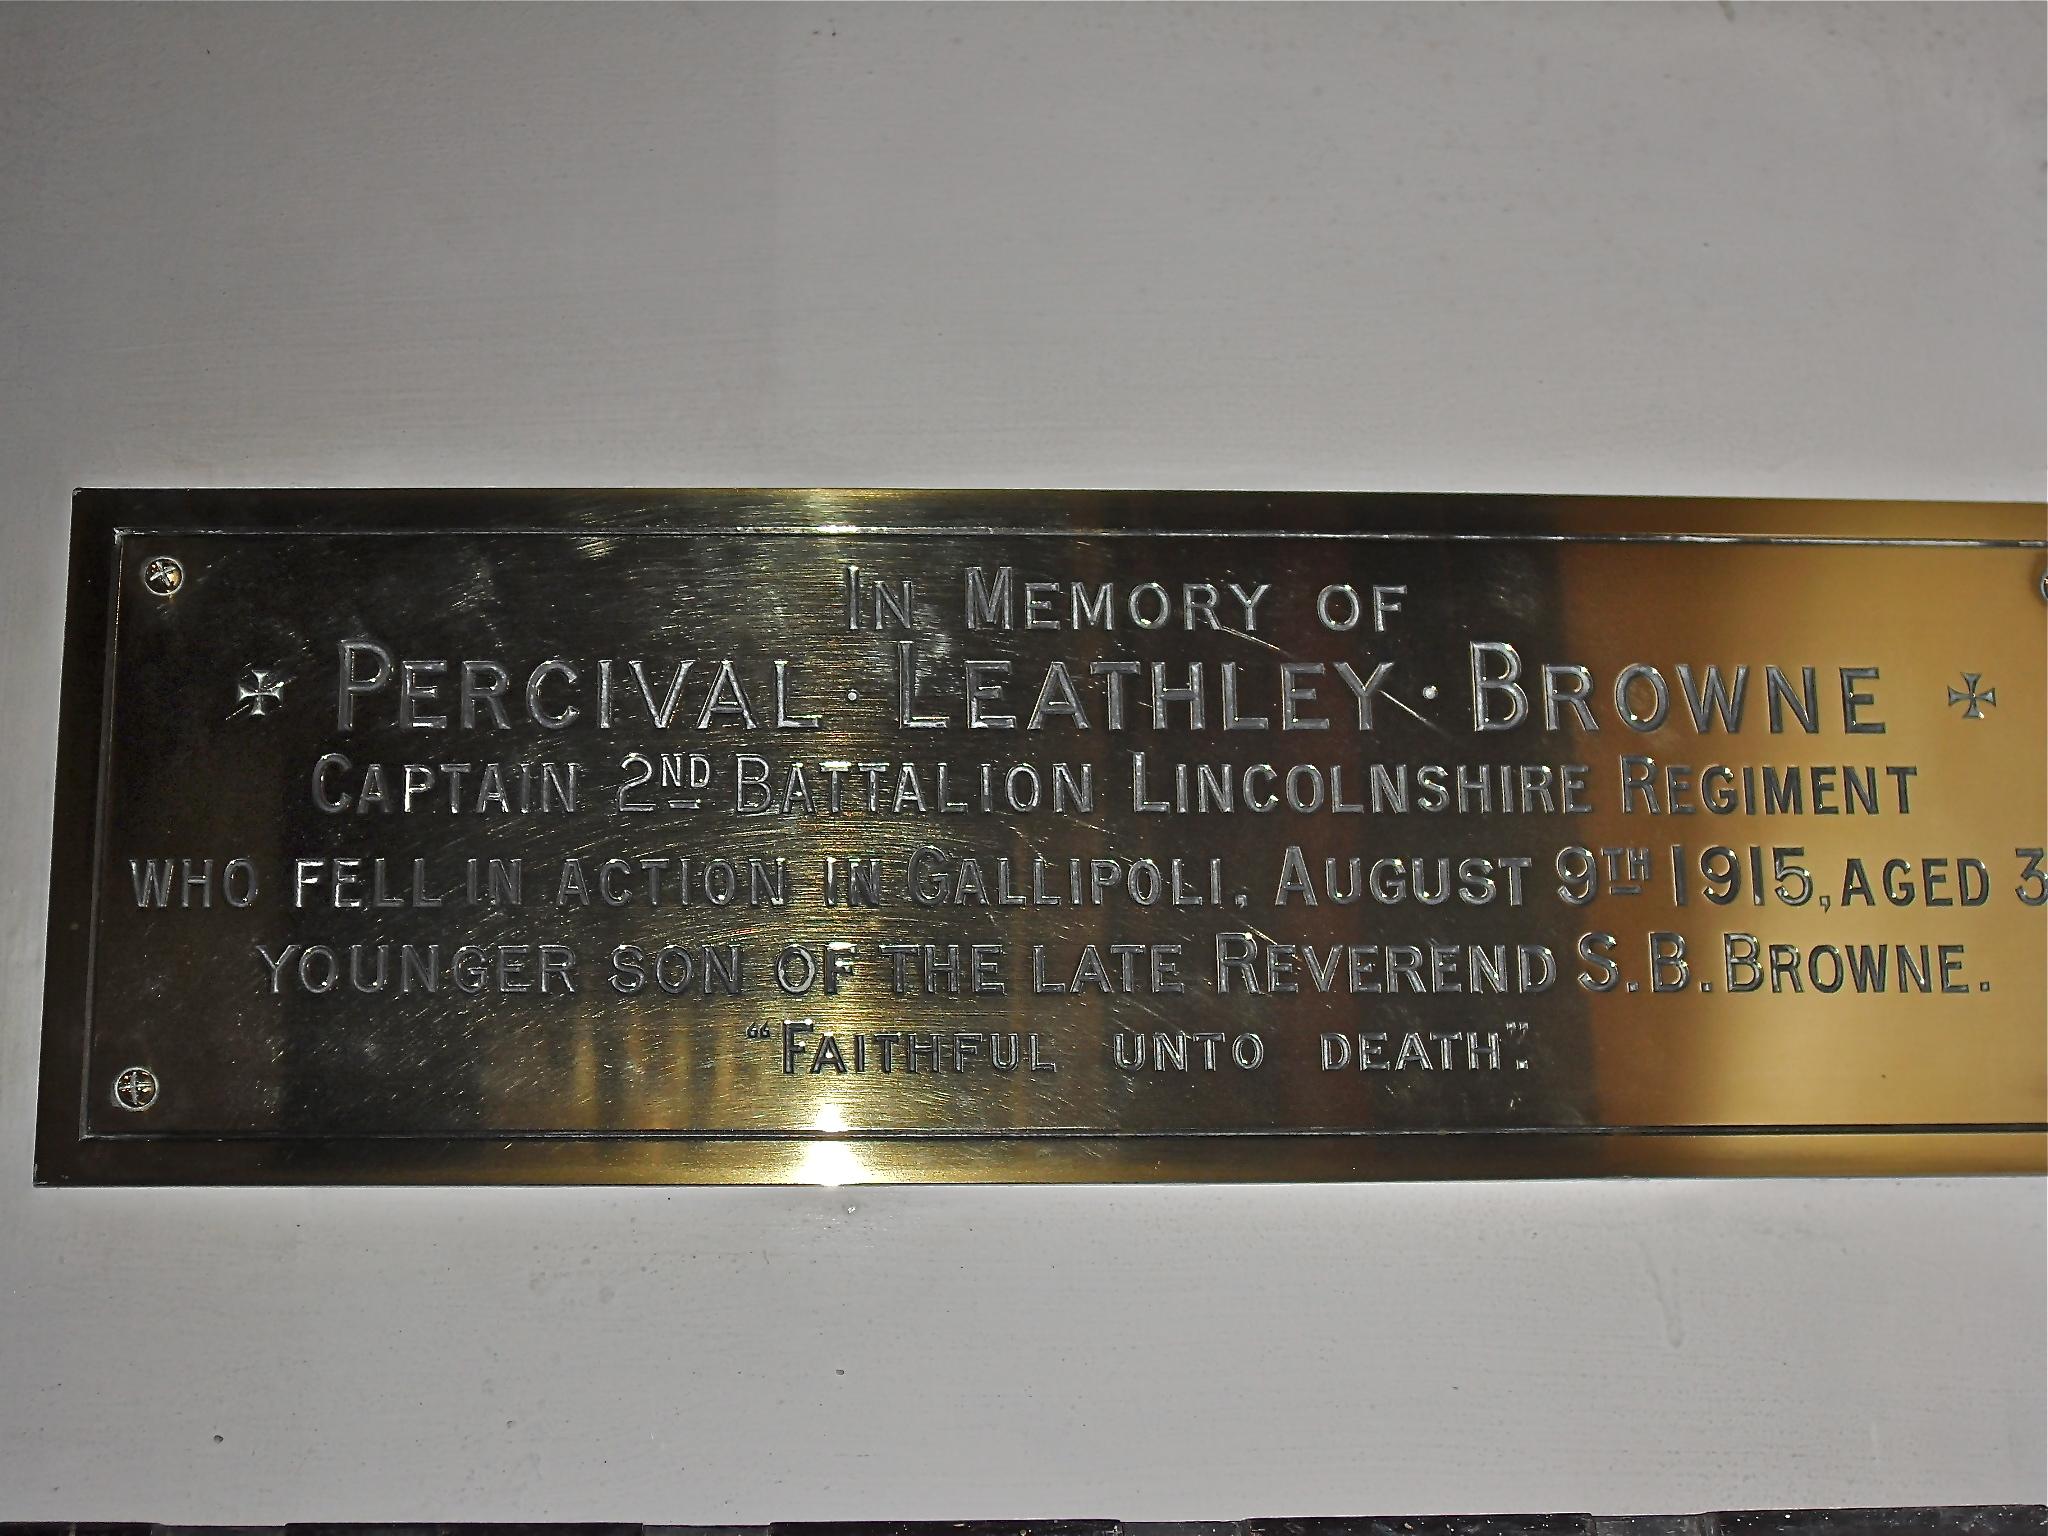 In Memory of
Percival · Leathley · Browne
Captain 2nd Battalion Lincolnshire Regiment
who fell in action in Gallipoli, August 9th 1915, aged 3
younger son of the late Reverend S.B. Browne.
"Faithful unto death".